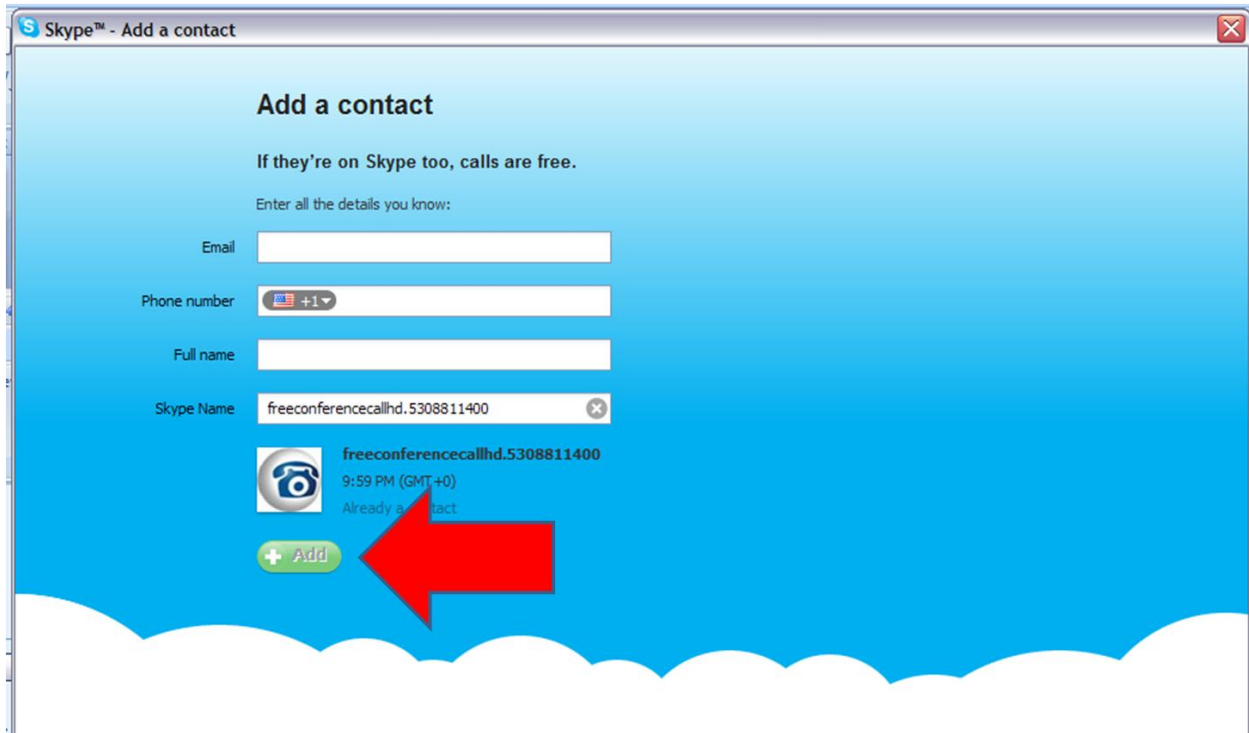 Skype™ - Add a contact
Add a contact
If they're on Skype too, calls are free.
Enter all the details you know:
Email
Phone number +1
Full name
Skype Name freeconferencecallhd.5308811400
freeconferencecallhd.5308811400
9:59 PM (GMT+0)
Already a
Add